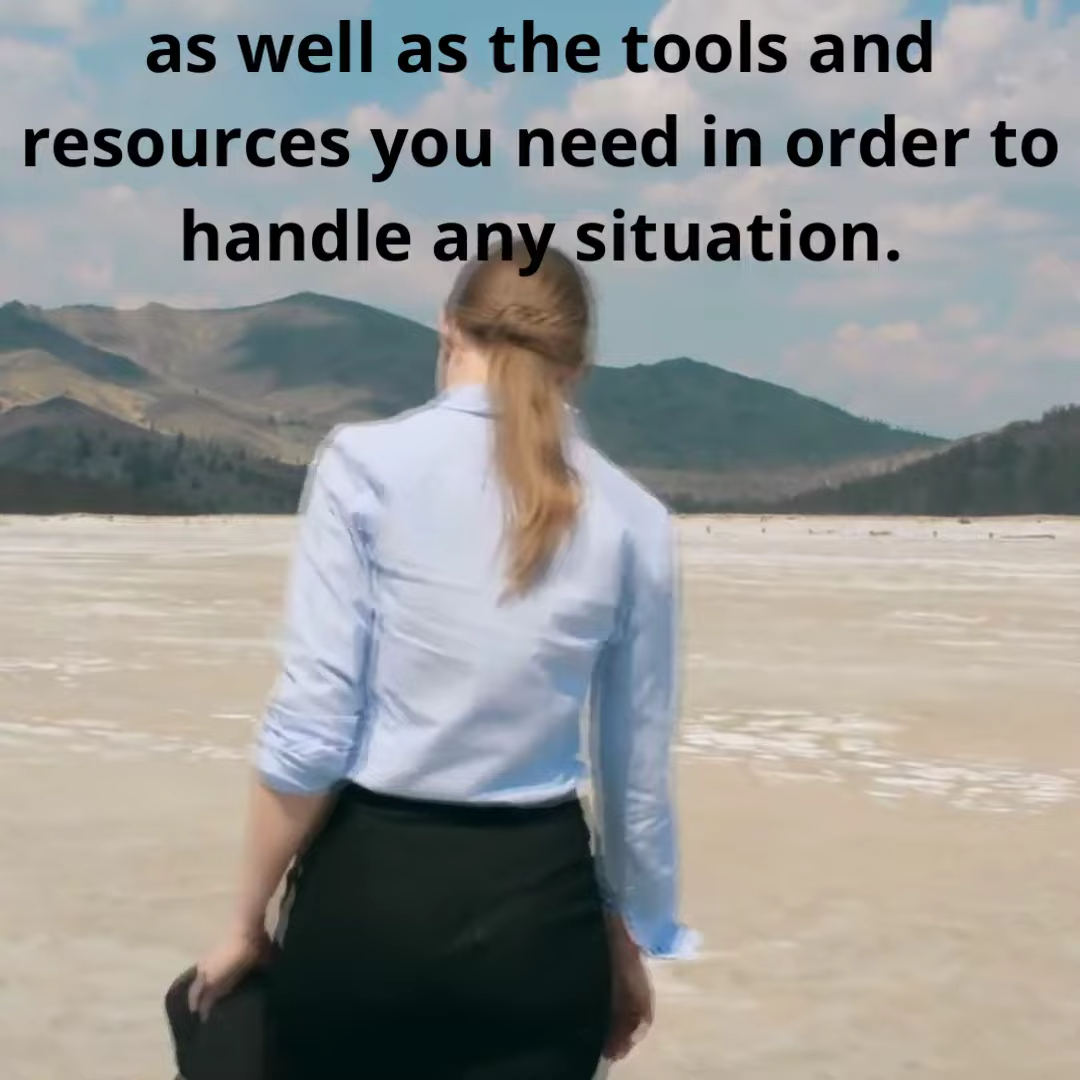 as well as the tools and
resources you need in order to
handle any situation.